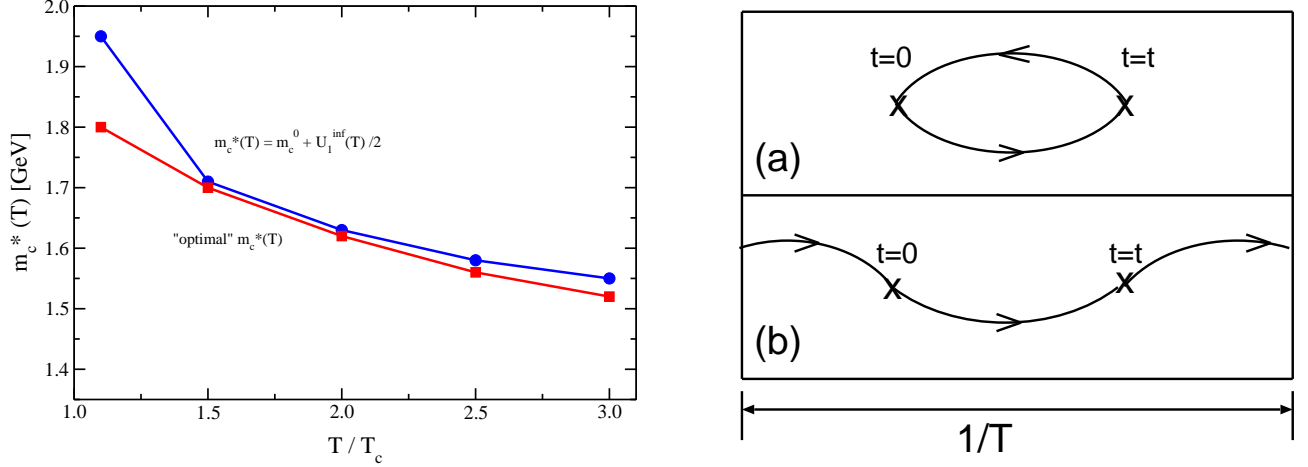 2.0
1.9
1.8
1.7
1.6
1.5
1.4
1.0
1.5
2.0
2.5
3.0
m_c* (T) [GeV]
T / T_c
m_c*(T) = m_c^0 + U_1^inf(T) /2
"optimal" m_c*(T)
t=0
t=t
X
X
(a)
t=0
t=t
X
X
(b)
1/T